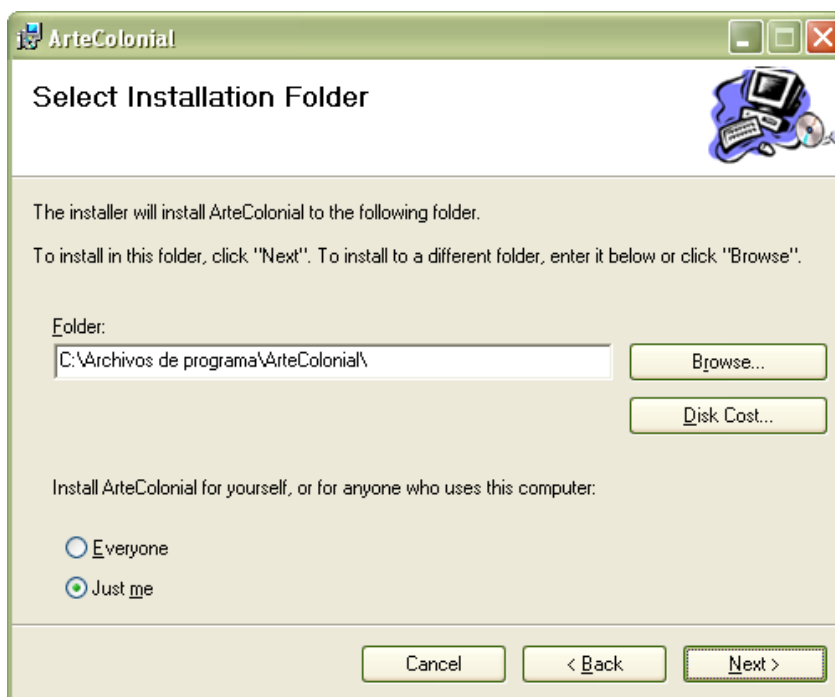 ArteColonial
Select Installation Folder
The installer will install ArteColonial to the following folder.
To install in this folder, click "Next". To install to a different folder, enter it below or click "Browse".
Folder:
C:\Archivos de programa\ArteColonial\
Browse...
Disk Cost...
Install ArteColonial for yourself, or for anyone who uses this computer:
Everyone
Just me
Cancel
< Back
Next >